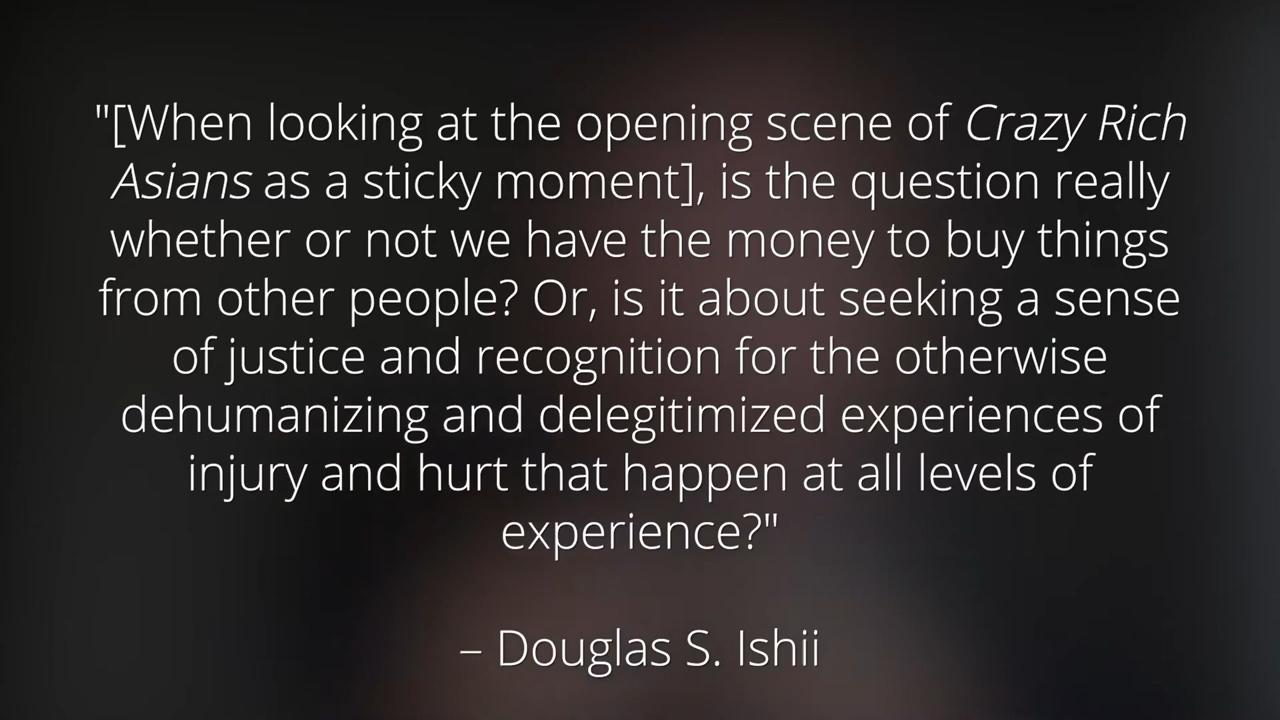 "[When looking at the opening scene of Crazy Rich
Asians as a sticky moment], is the question really
whether or not we have the money to buy things
from other people? Or, is it about seeking a sense
of justice and recognition for the otherwise
dehumanizing and delegitimized experiences of
injury and hurt that happen at all levels of
experience?"
– Douglas S. Ishii